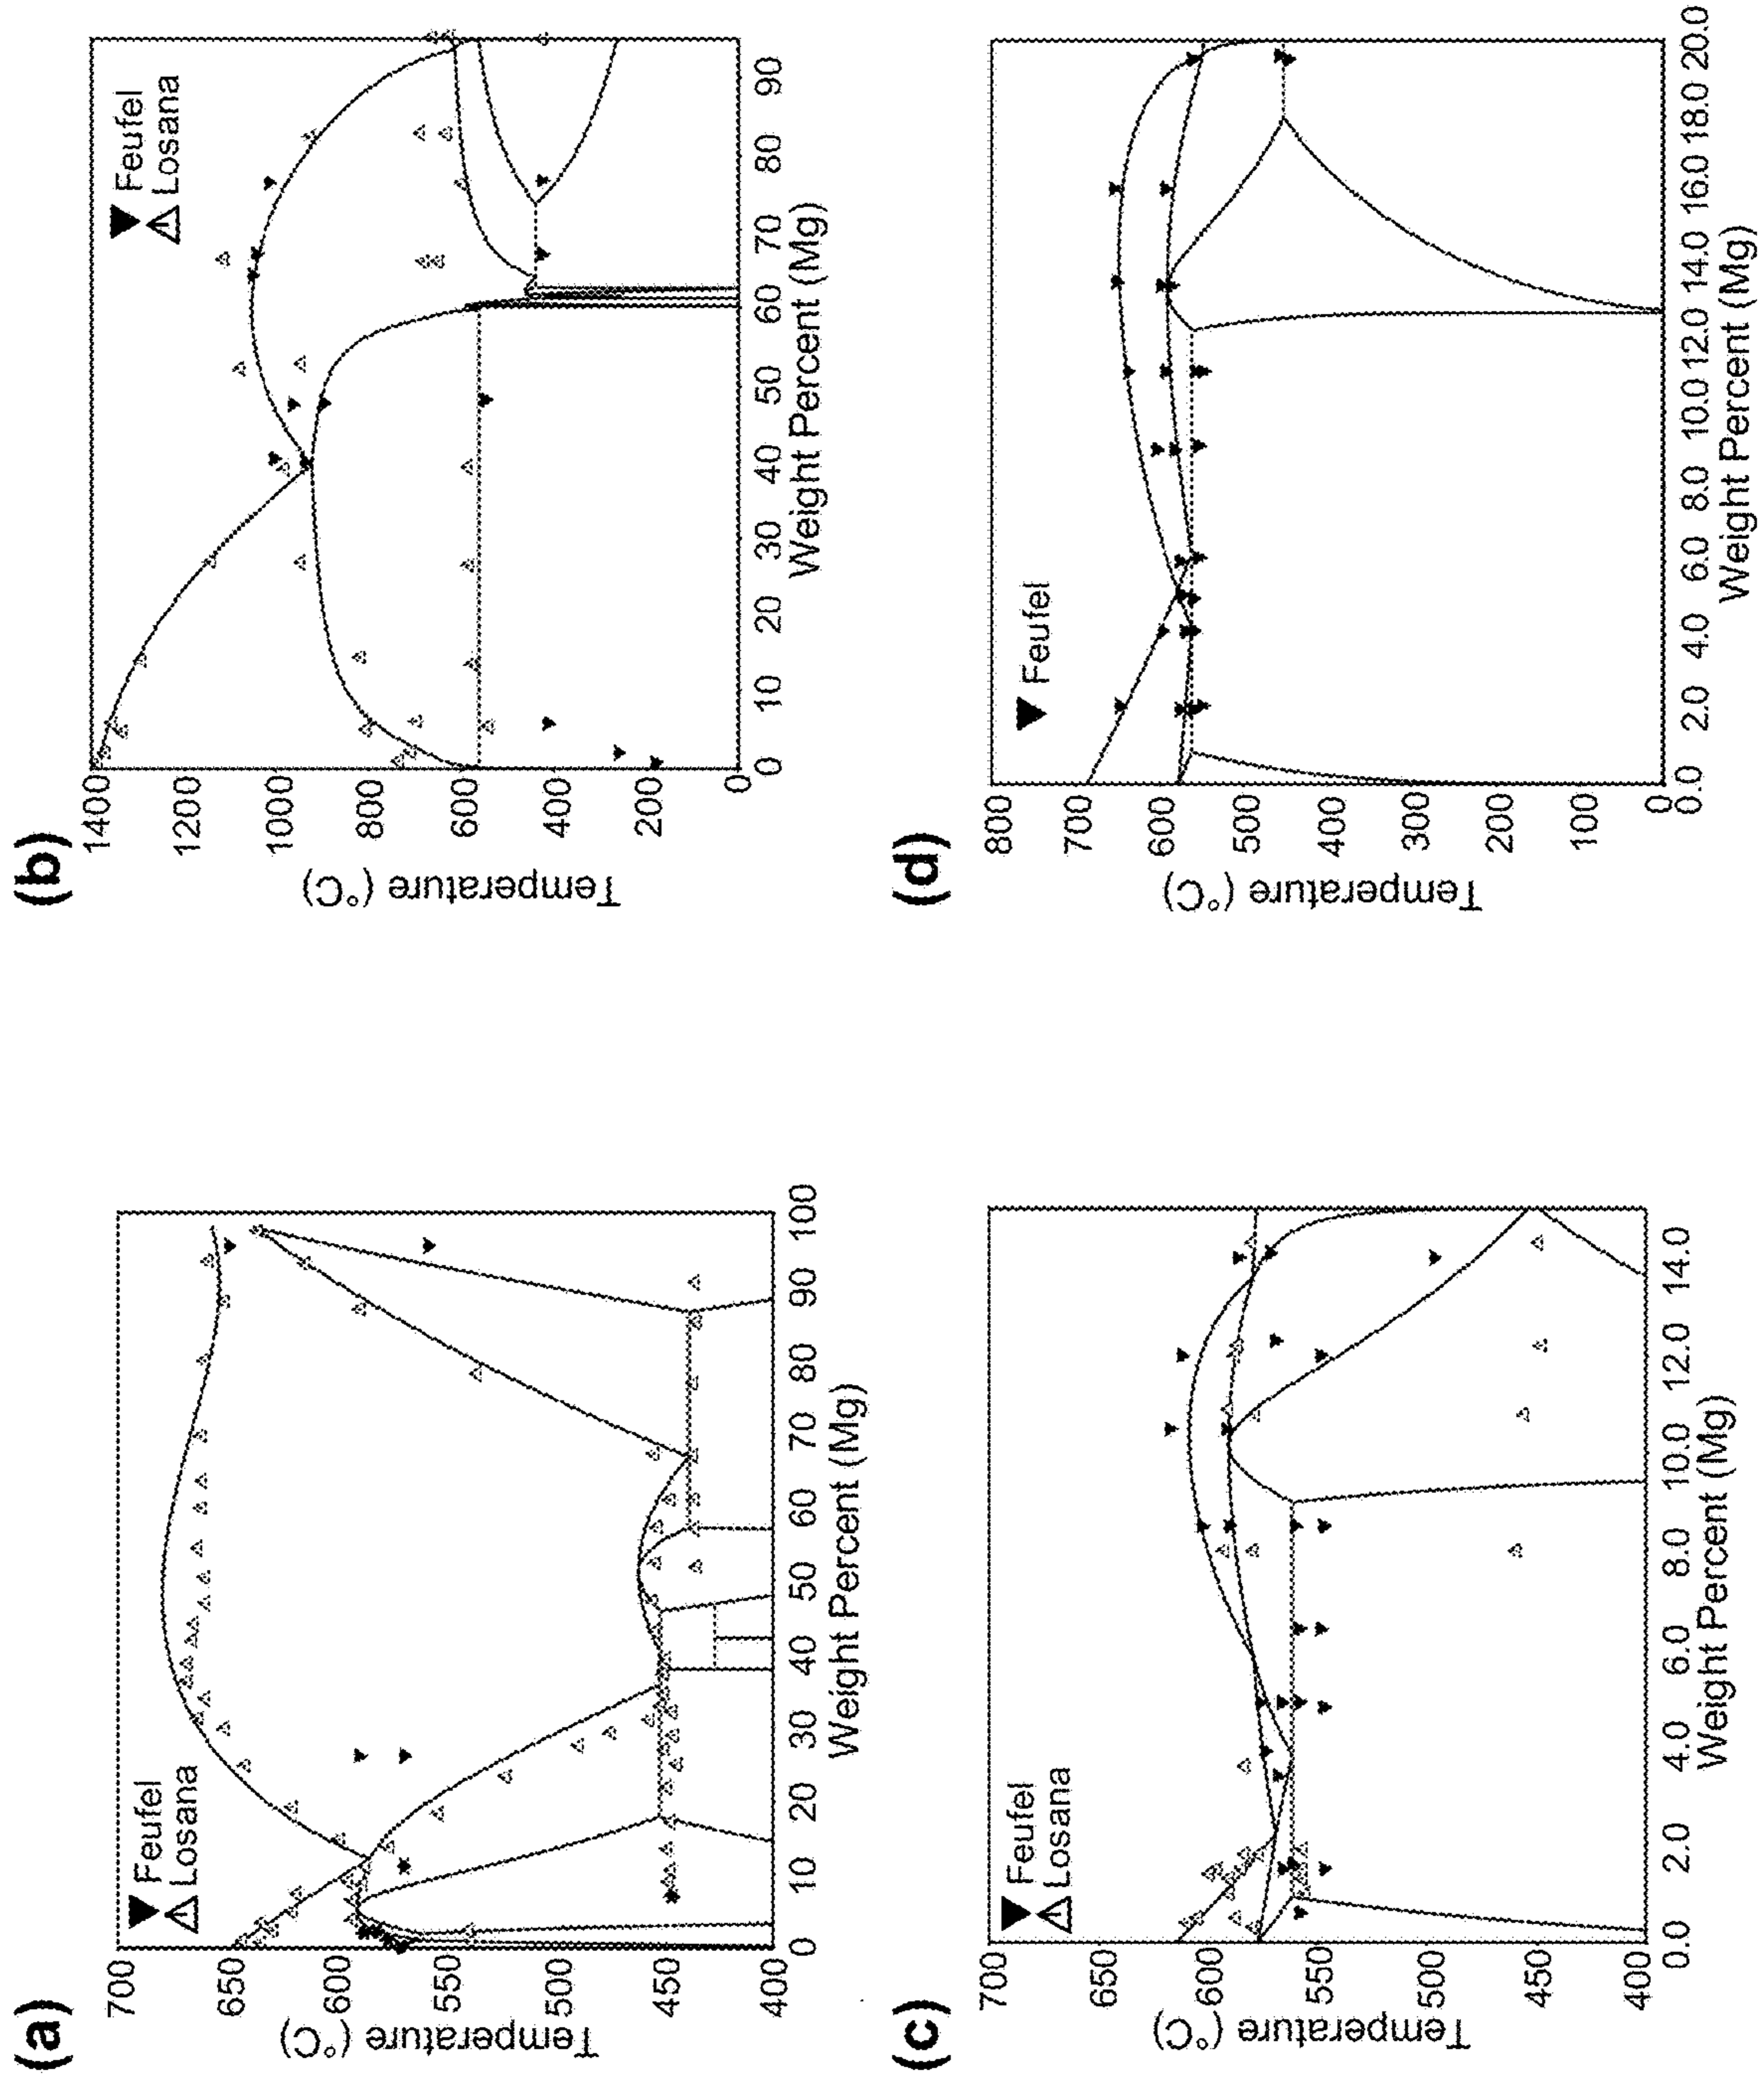 (a)
Feufel
Losana
Temperature (°C)
700
650
600
550
500
450
400
0 10 20 30 40 50 60 70 80 90 100
Weight Percent (Mg)
(b)
Feufel
Losana
Temperature (°C)
1400
1200
1000
800
600
400
200
0
0 10 20 30 40 50 60 70 80 90
Weight Percent (Mg)
(c)
Feufel
Losana
Temperature (°C)
700
650
600
550
500
450
400
0.0 2.0 4.0 6.0 8.0 10.0 12.0 14.0
Weight Percent (Mg)
(d)
Feufel
Temperature (°C)
800
700
600
500
400
300
200
100
0
0.0 2.0 4.0 6.0 8.0 10.0 12.0 14.0 16.0 18.0 20.0
Weight Percent (Mg)